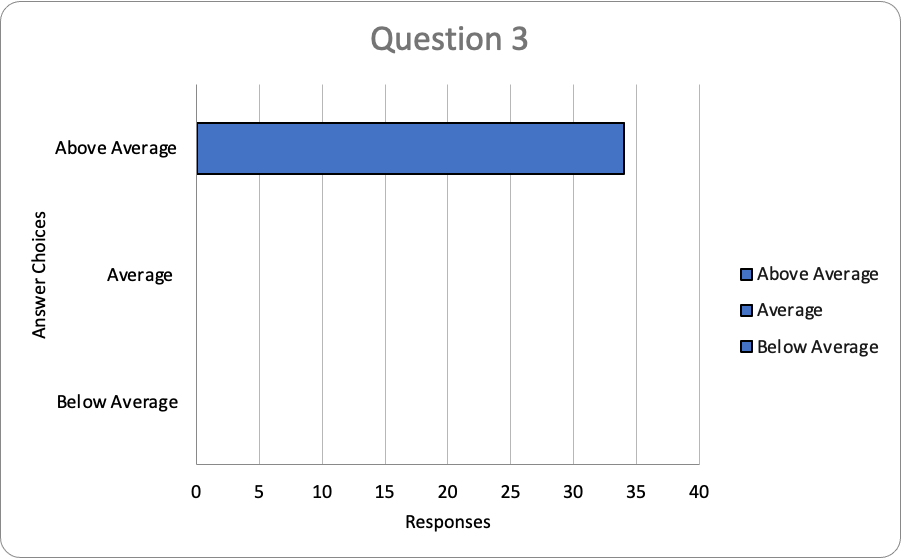 Question 3
Above Average
Average
Below Average
Answer Choices
Above Average
Average
Below Average
0 5 10 15 20 25 30 35 40
Responses